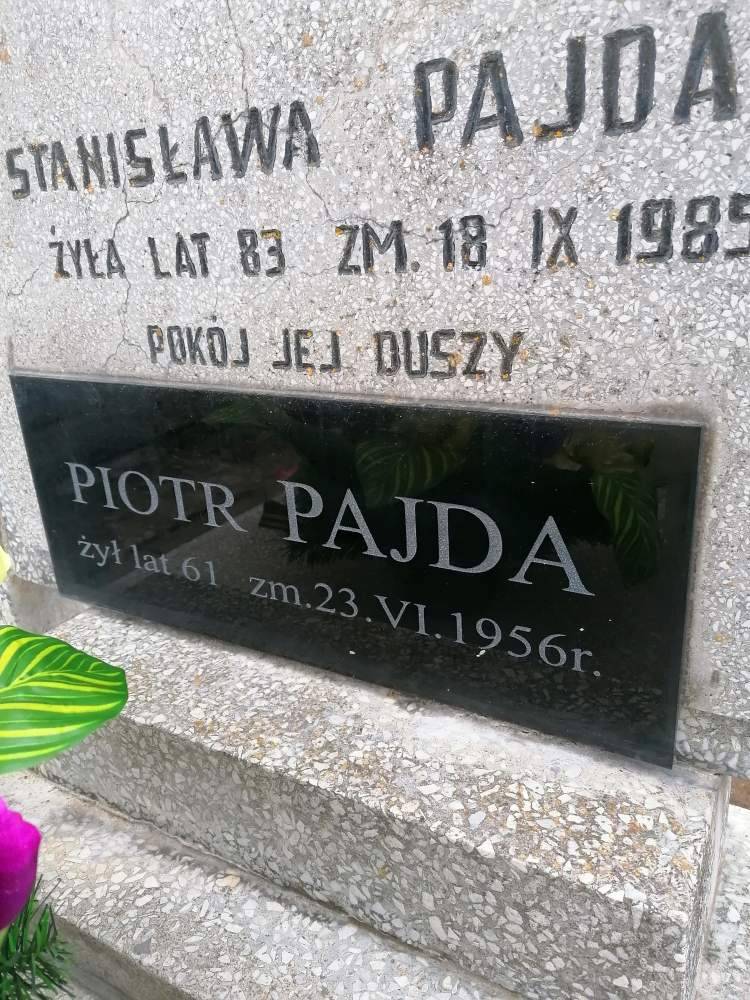 STANISŁAWA PAJDA
ŻYŁA LAT 83 ZM. 18 IX 1985
POKÓJ JEJ DUSZY
PIOTR PAJDA
żył lat 61 zm.23.VI.1956r.